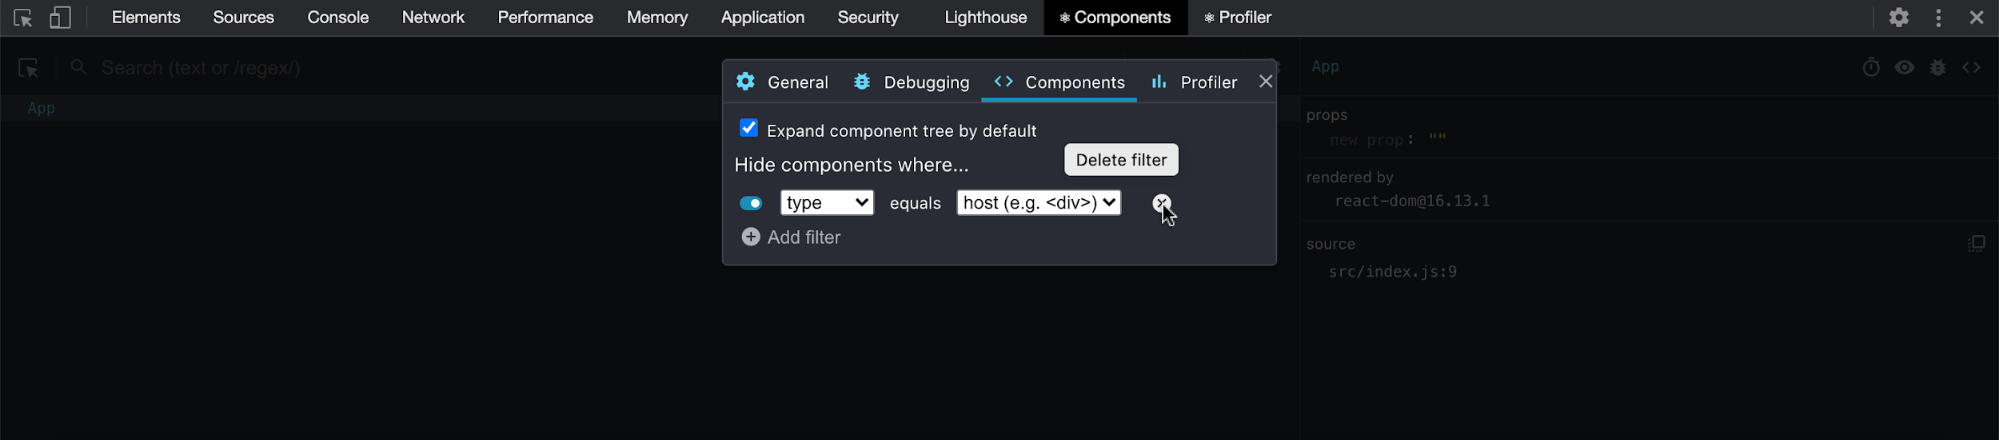 Elements Sources Console Network Performance Memory Application Security Lighthouse ⚛ Components ⚛ Profiler
Search (text or /regex/)
App
General Debugging Components Profiler
Expand component tree by default
Hide components where...
Delete filter
type equals host (e.g. <div>)
Add filter
App
props
new prop: ""
rendered by
react-dom@16.13.1
source
src/index.js:9